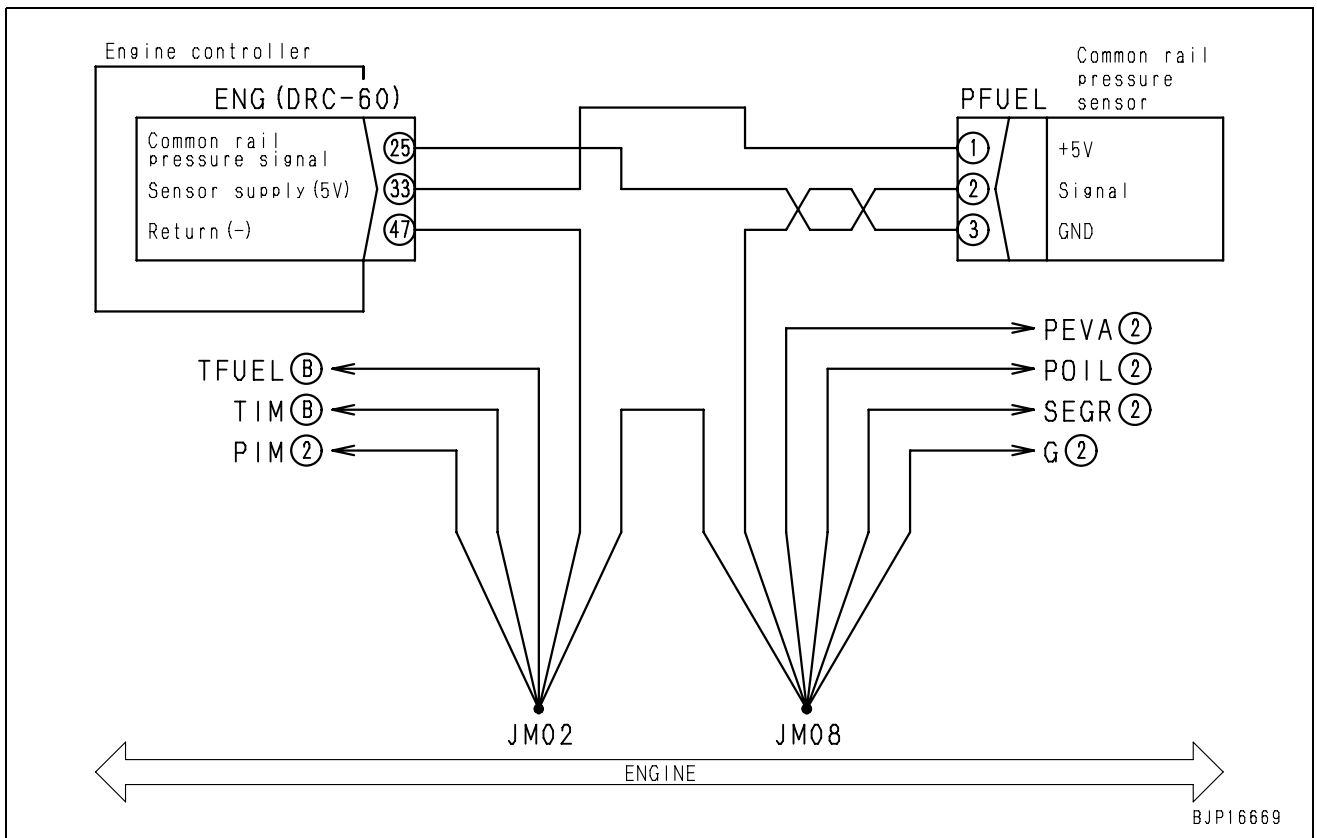 Engine controller
ENG (DRC-60)
Common rail
pressure signal
25
Sensor supply (5V)
33
Return (-)
47
Common rail
pressure
sensor
PFUEL
1
+5V
2
Signal
3
GND
TFUEL B
TIM B
PIM 2
PEVA 2
POIL 2
SEGR 2
G 2
JM02
JM08
ENGINE
BJP16669